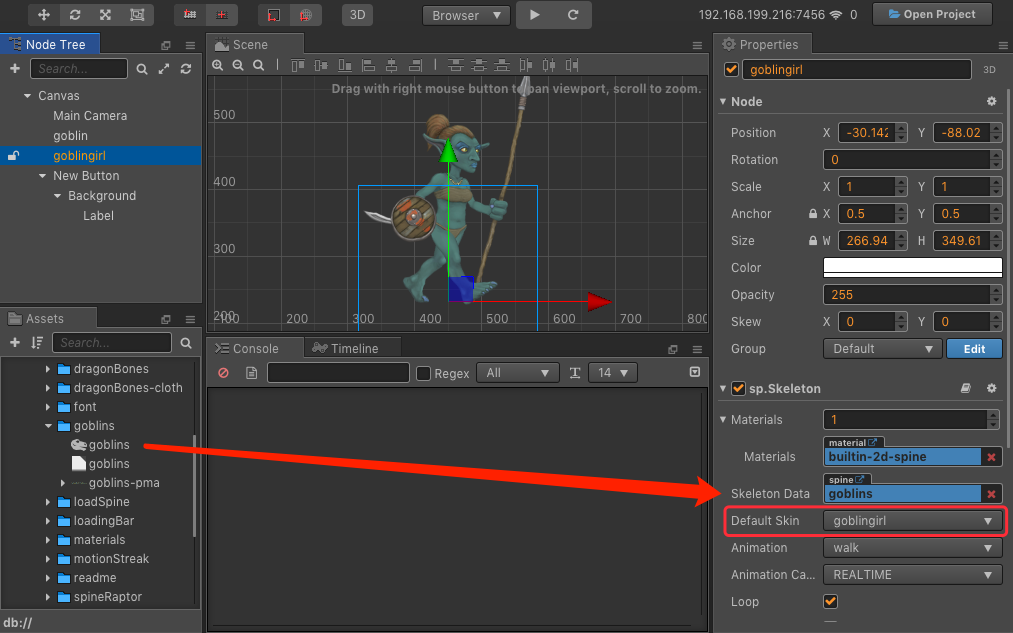 3D
Browser
192.168.199.216:7456
0
Open Project
Node Tree
Search...
Canvas
Main Camera
goblin
goblingirl
New Button
Background
Label
Scene
Drag with right mouse button to pan viewport, scroll to zoom.
500
400
300
200
100 200 300 400 500 600 700 800
Assets
Search...
dragonBones
dragonBones-cloth
font
goblins
goblins
goblins
goblins-pma
loadSpine
loadingBar
materials
motionStreak
readme
spineRaptor
db://
Console
Timeline
Regex
All
14
Properties
goblingirl
3D
Node
Position X -30.142 Y -88.02
Rotation 0
Scale X 1 Y 1
Anchor X 0.5 Y 0.5
Size W 266.94 H 349.61
Color
Opacity 255
Skew X 0 Y 0
Group Default Edit
sp.Skeleton
Materials 1
material
Materials builtin-2d-spine
spine
Skeleton Data goblins
Default Skin goblingirl
Animation walk
Animation Ca... REALTIME
Loop